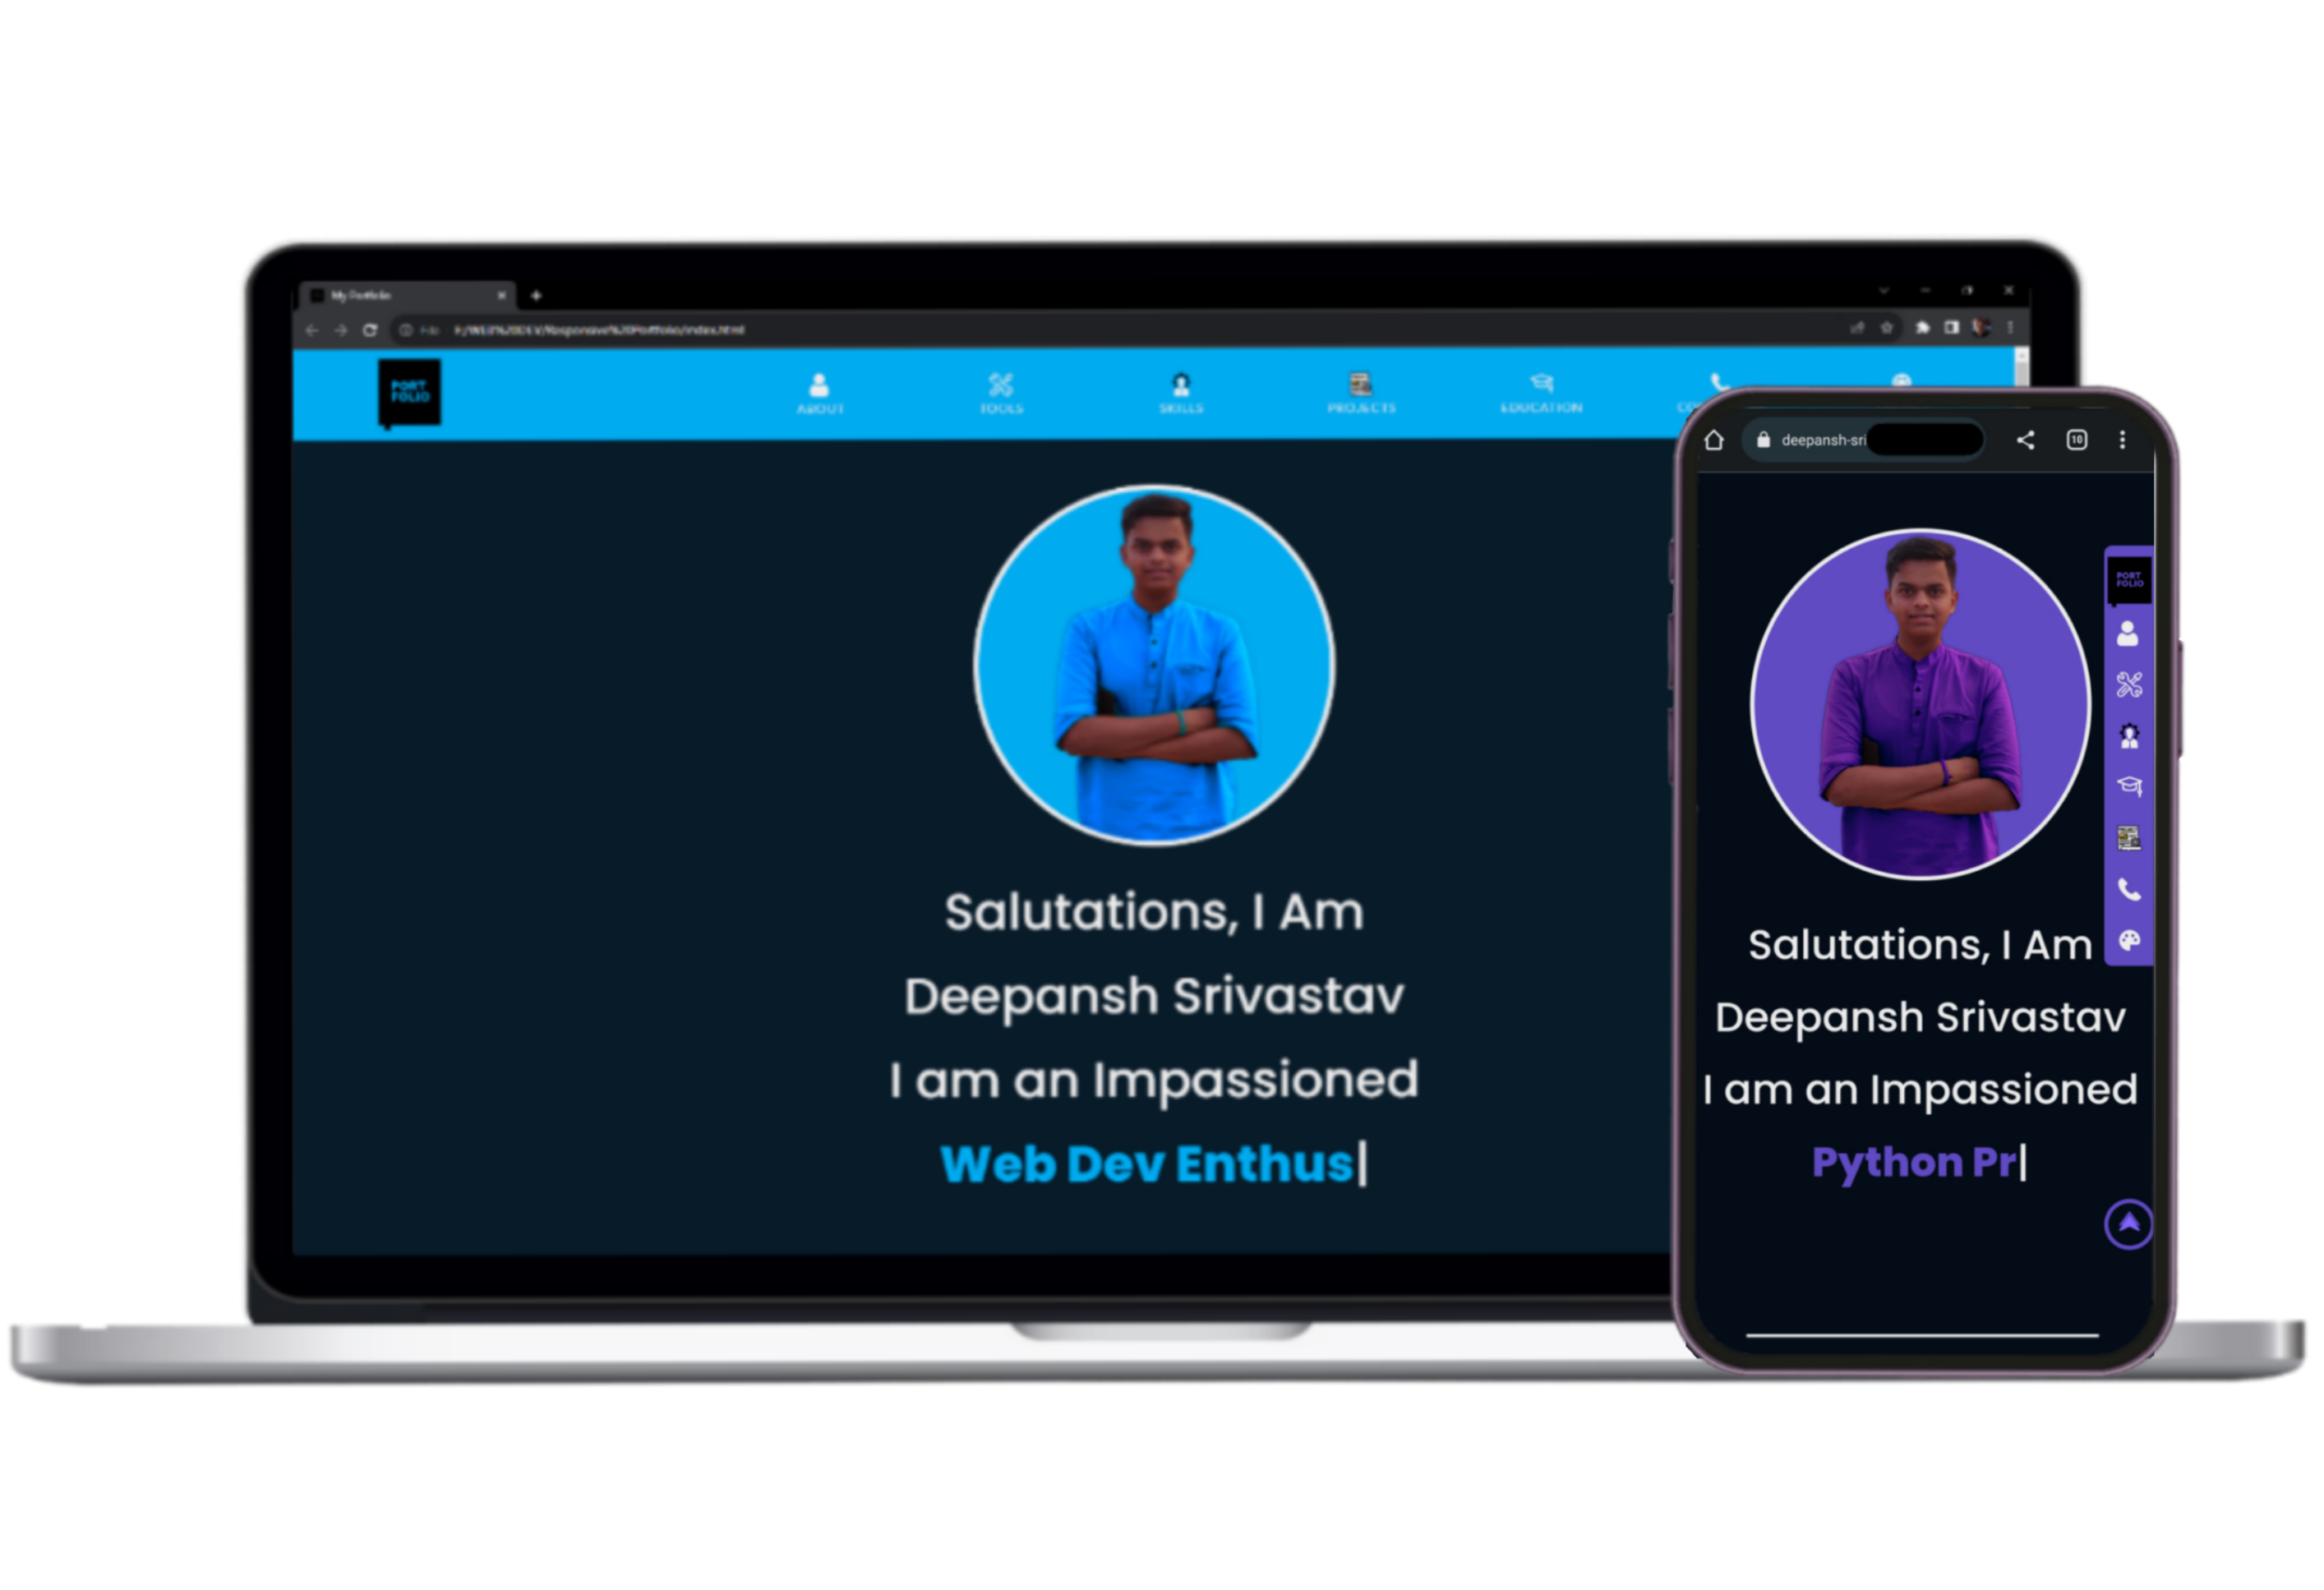 My Portfolio
File
F:/WEB%20DEV/Responsive%20Portfolio/index.html
PORT
FOLIO
ABOUT
TOOLS
SKILLS
PROJECTS
EDUCATION
Salutations, I Am
Deepansh Srivastav
I am an Impassioned
Web Dev Enthus|
deepansh-sri
10
PORT
FOLIO
Salutations, I Am
Deepansh Srivastav
I am an Impassioned
Python Pr|